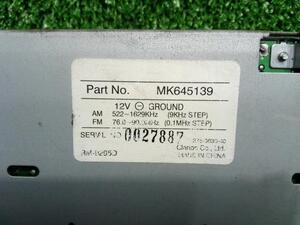 Part No. MK645139
12V ⊖ GROUND
AM 522~1629KHz (9KHz STEP)
FM (0.1MHz STEP)
SERIAL NO 0027887
Clarion Co., Ltd.
MADE IN CHINA